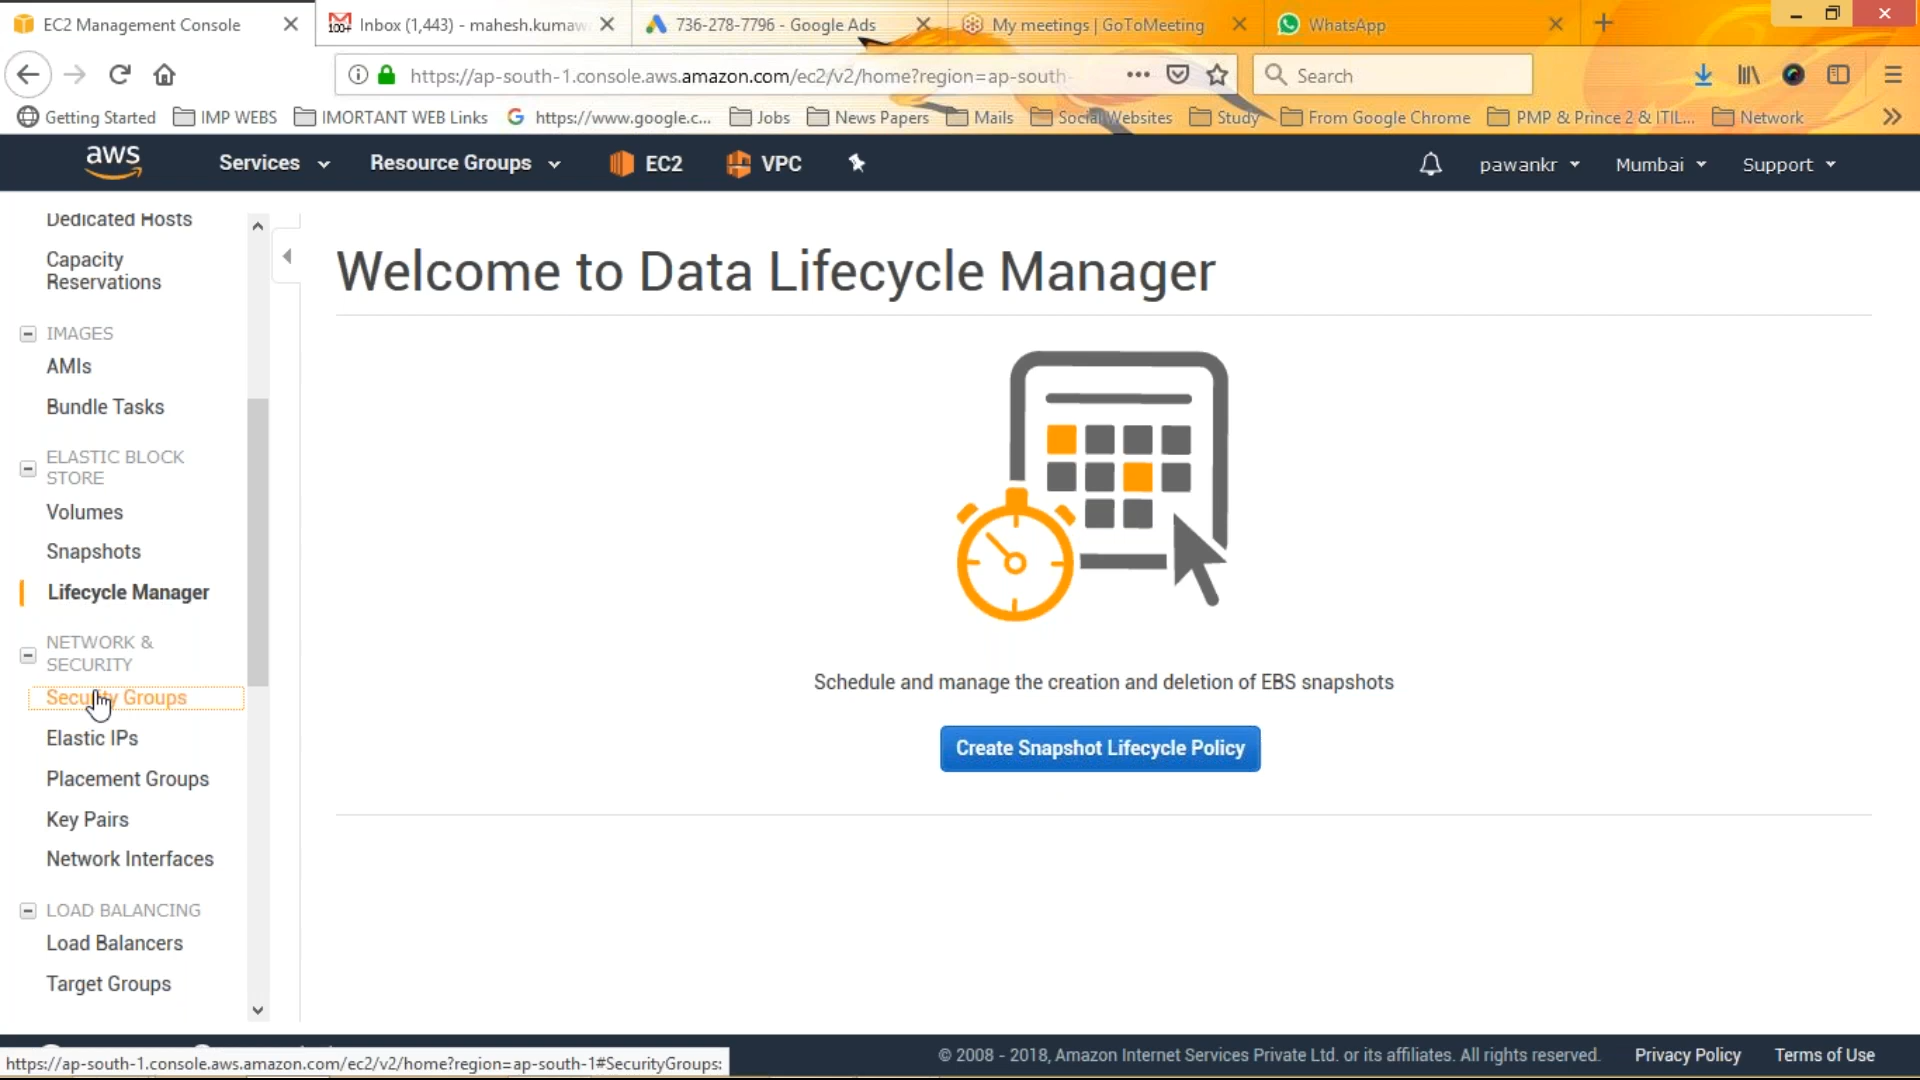 EC2 Management Console
100+
Inbox (1,443) - mahesh.kumaw
736-278-7796 - Google Ads
My meetings | GoToMeeting
WhatsApp
https://ap-south-1.console.aws.amazon.com/ec2/v2/home?region=ap-south-
Search
Getting Started
IMP WEBS
IMORTANT WEB Links
https://www.google.c...
Jobs
News Papers
Mails
Social Websites
Study
From Google Chrome
PMP & Prince 2 & ITIL...
Network
aws
Services
Resource Groups
EC2
VPC
pawankr
Mumbai
Support
Dedicated Hosts
Capacity
Reservations
IMAGES
AMIs
Bundle Tasks
ELASTIC BLOCK
STORE
Volumes
Snapshots
Lifecycle Manager
NETWORK &
SECURITY
Security Groups
Elastic IPs
Placement Groups
Key Pairs
Network Interfaces
LOAD BALANCING
Load Balancers
Target Groups
Welcome to Data Lifecycle Manager
Schedule and manage the creation and deletion of EBS snapshots
Create Snapshot Lifecycle Policy
https://ap-south-1.console.aws.amazon.com/ec2/v2/home?region=ap-south-1#SecurityGroups:
© 2008 - 2018, Amazon Internet Services Private Ltd. or its affiliates. All rights reserved.
Privacy Policy
Terms of Use